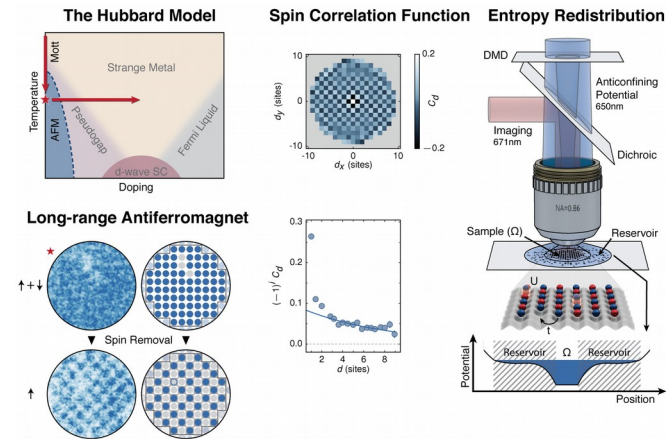 The Hubbard Model
Mott
Strange Metal
Temperature
AFM
Pseudogap
Fermi Liquid
d-wave SC
Doping
Long-range Antiferromagnet
↑+↓
Spin Removal
↑
Spin Correlation Function
10
0
-10
dy (sites)
-10 0 10
dx (sites)
0.2
Cd
−0.2
0.3
0.2
0.1
0.0
(−1)^i Cd
2 4 6 8
d (sites)
Entropy Redistribution
DMD
Anticonfining
Potential
650nm
Imaging
671nm
Dichroic
NA=0.86
Sample (Ω)
Reservoir
U
t
Potential
Reservoir Ω Reservoir
Position